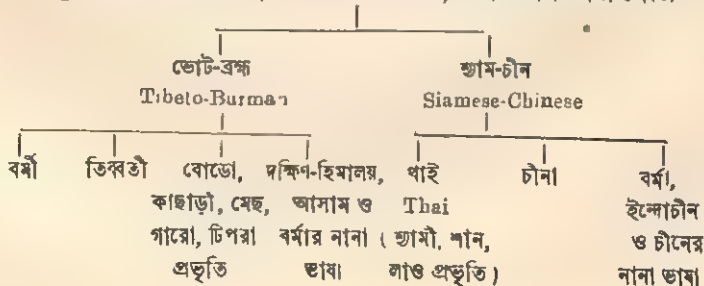 ভোট-ব্রহ্ম শ্যাম-চীন
Tibeto-Burman Siamese-Chinese
বর্মী তিব্বতী বোডো, দক্ষিণ-হিমালয়, থাই চীনা বর্মা,
কাছাড়ী, মেছ, আসাম ও Thai ইন্দোচীন
গারো, টিপরা বর্মার নানা ( শ্যামী, শান, ও চীনের
প্রভৃতি ভাষা লাও প্রভৃতি ) নানা ভাষা